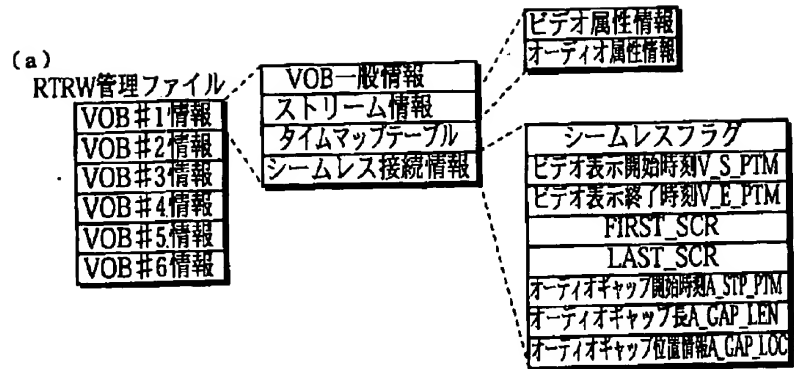 (a)
RTRW管理ファイル
VOB#1情報
VOB#2情報
VOB#3情報
VOB#4情報
VOB#5情報
VOB#6情報
VOB一般情報
ストリーム情報
タイムマップテーブル
シームレス接続情報
ビデオ属性情報
オーディオ属性情報
シームレスフラグ
ビデオ表示開始時刻V_S_PTM
ビデオ表示終了時刻V_E_PTM
FIRST_SCR
LAST_SCR
オーティオギャップ開始時刻A_STP_PTM
オーティオギャップ長A_GAP_LEN
オーティオギャップ位置情報A_GAP_LOC